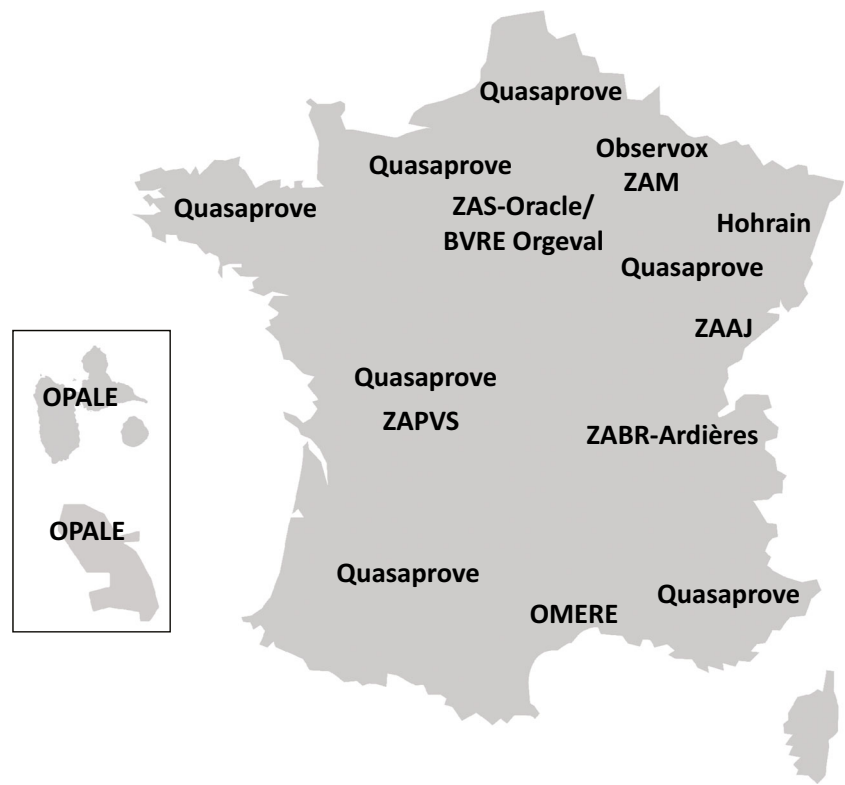 Quasaprove
Observox
ZAM
Quasaprove
Quasaprove
ZAS-Oracle/
BVRE Orgeval
Hohrain
Quasaprove
ZAAJ
Quasaprove
ZAPVS
ZABR-Ardières
OPALE
OPALE
Quasaprove
Quasaprove
OMERE